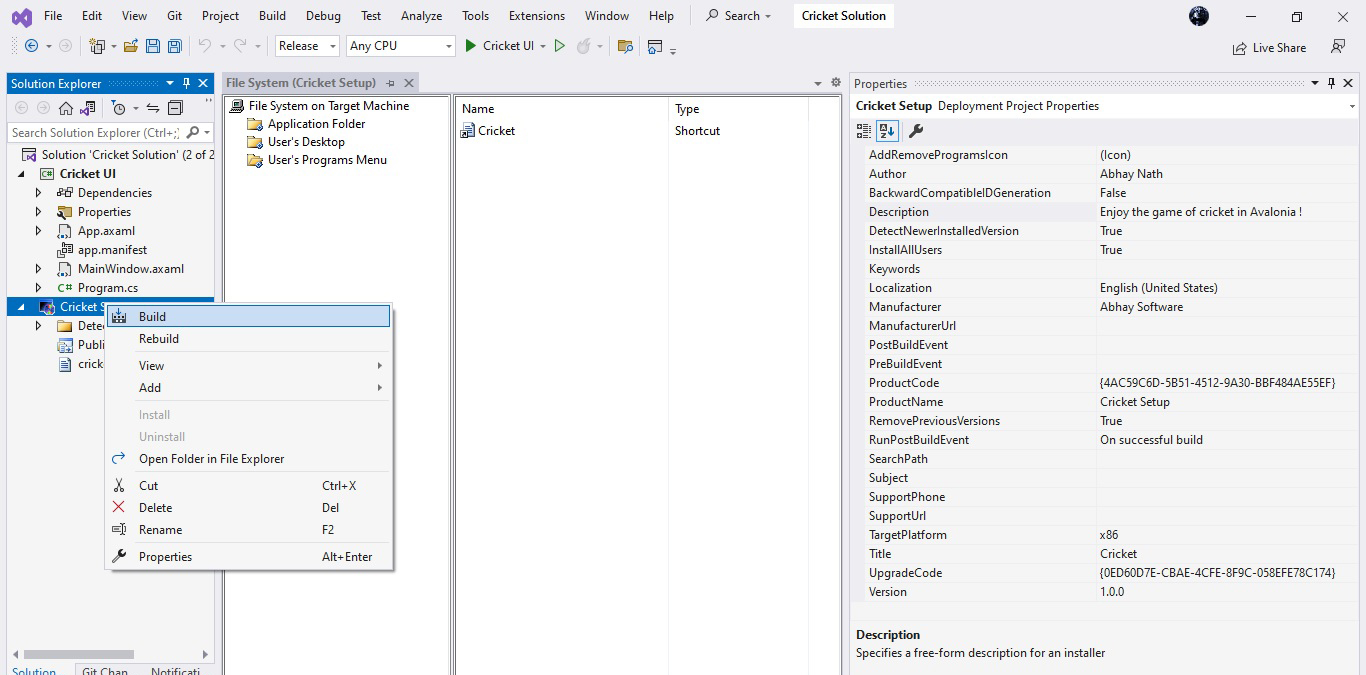 File Edit View Git Project Build Debug Test Analyze Tools Extensions Window Help Search Cricket Solution
Release Any CPU Cricket UI Live Share
Solution Explorer
Search Solution Explorer (Ctrl+;)
Solution 'Cricket Solution' (2 of 2
C# Cricket UI
Dependencies
Properties
App.axaml
app.manifest
MainWindow.axaml
C# Program.cs
Cricket S
Dete
Publi
crick
Build
Rebuild
View
Add
Install
Uninstall
Open Folder in File Explorer
Cut Ctrl+X
Delete Del
Rename F2
Properties Alt+Enter
Solution Git Chan Notificati
File System (Cricket Setup)
File System on Target Machine
Application Folder
User's Desktop
User's Programs Menu
Name Type
Cricket Shortcut
Properties
Cricket Setup Deployment Project Properties
AddRemoveProgramsIcon (Icon)
Author Abhay Nath
BackwardCompatibleIDGeneration False
Description Enjoy the game of cricket in Avalonia !
DetectNewerInstalledVersion True
InstallAllUsers True
Keywords
Localization English (United States)
Manufacturer Abhay Software
ManufacturerUrl
PostBuildEvent
PreBuildEvent
ProductCode {4AC59C6D-5B51-4512-9A30-BBF484AE55EF}
ProductName Cricket Setup
RemovePreviousVersions True
RunPostBuildEvent On successful build
SearchPath
Subject
SupportPhone
SupportUrl
TargetPlatform x86
Title Cricket
UpgradeCode {0ED60D7E-CBAE-4CFE-8F9C-058EFE78C174}
Version 1.0.0
Description
Specifies a free-form description for an installer